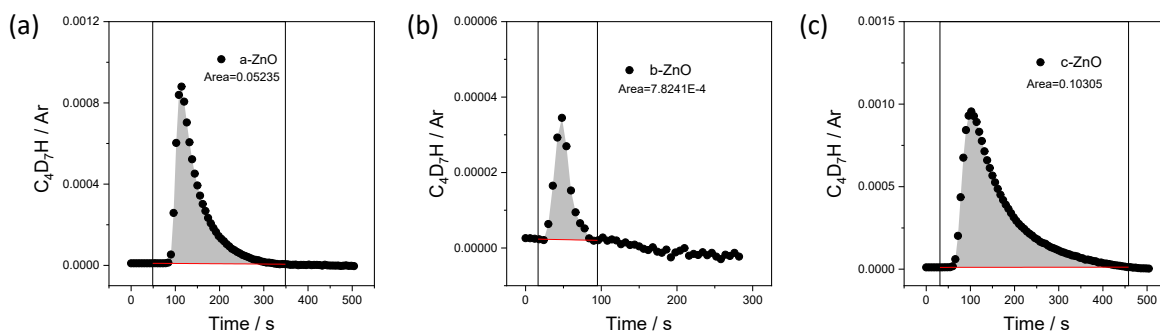 (a)
0.0012
0.0008
0.0004
0.0000
C₄D₇H / Ar
a-ZnO
Area=0.05235
0 100 200 300 400 500
Time / s
(b)
0.00006
0.00004
0.00002
0.00000
C₄D₇H / Ar
b-ZnO
Area=7.8241E-4
0 100 200 300
Time / s
(c)
0.0015
0.0010
0.0005
0.0000
C₄D₇H / Ar
c-ZnO
Area=0.10305
0 100 200 300 400 500
Time / s